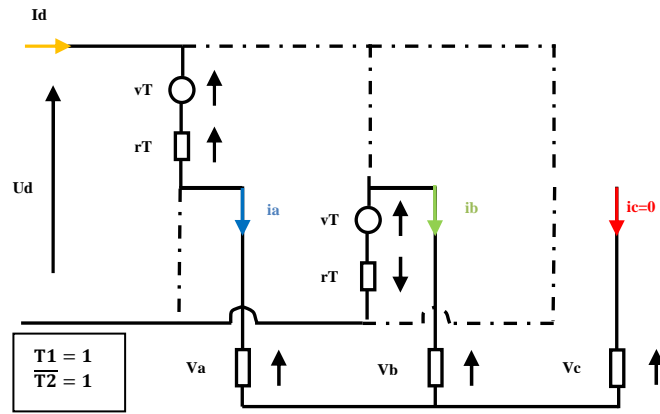 Id
vT
rT
Ud
ia
vT
ib
ic=0
rT
T1 = 1
T2̅ = 1
Va
Vb
Vc